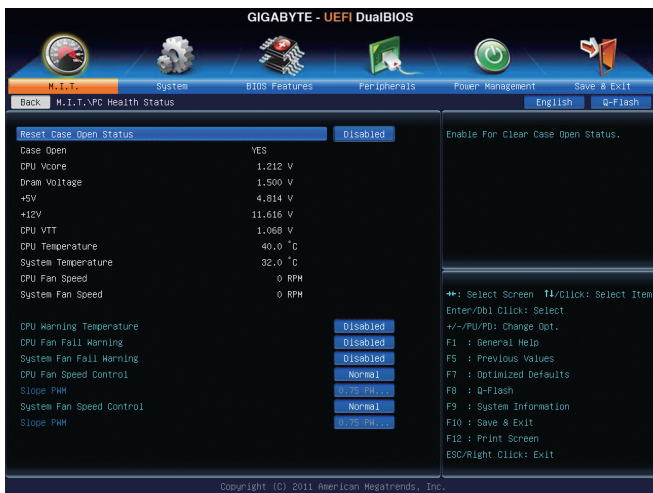 GIGABYTE - UEFI DualBIOS
M.I.T. System BIOS Features Peripherals Power Management Save & Exit
Back M.I.T.\PC Health Status English Q-Flash
Reset Case Open Status Disabled
Case Open YES
CPU Vcore 1.212 V
Dram Voltage 1.500 V
+5V 4.814 V
+12V 11.616 V
CPU VTT 1.068 V
CPU Temperature 40.0 °C
System Temperature 32.0 °C
CPU Fan Speed 0 RPM
System Fan Speed 0 RPM
CPU Warning Temperature Disabled
CPU Fan Fail Warning Disabled
System Fan Fail Warning Disabled
CPU Fan Speed Control Normal
Slope PWM 0.75 PW...
System Fan Speed Control Normal
Slope PWM 0.75 PW...
Enable For Clear Case Open Status.
→←: Select Screen ↑↓/Click: Select Item
Enter/Dbl Click: Select
+/-/PU/PD: Change Opt.
F1 : General Help
F5 : Previous Values
F7 : Optimized Defaults
F8 : Q-Flash
F9 : System Information
F10 : Save & Exit
F12 : Print Screen
ESC/Right Click: Exit
Copyright (C) 2011 American Megatrends, Inc.